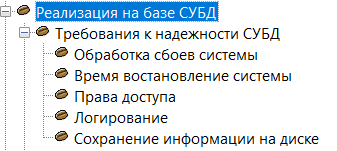 Реализация на базе СУБД
Требования к надежности СУБД
Обработка сбоев системы
Время востановление системы
Права доступа
Логирование
Сохранение информации на диске